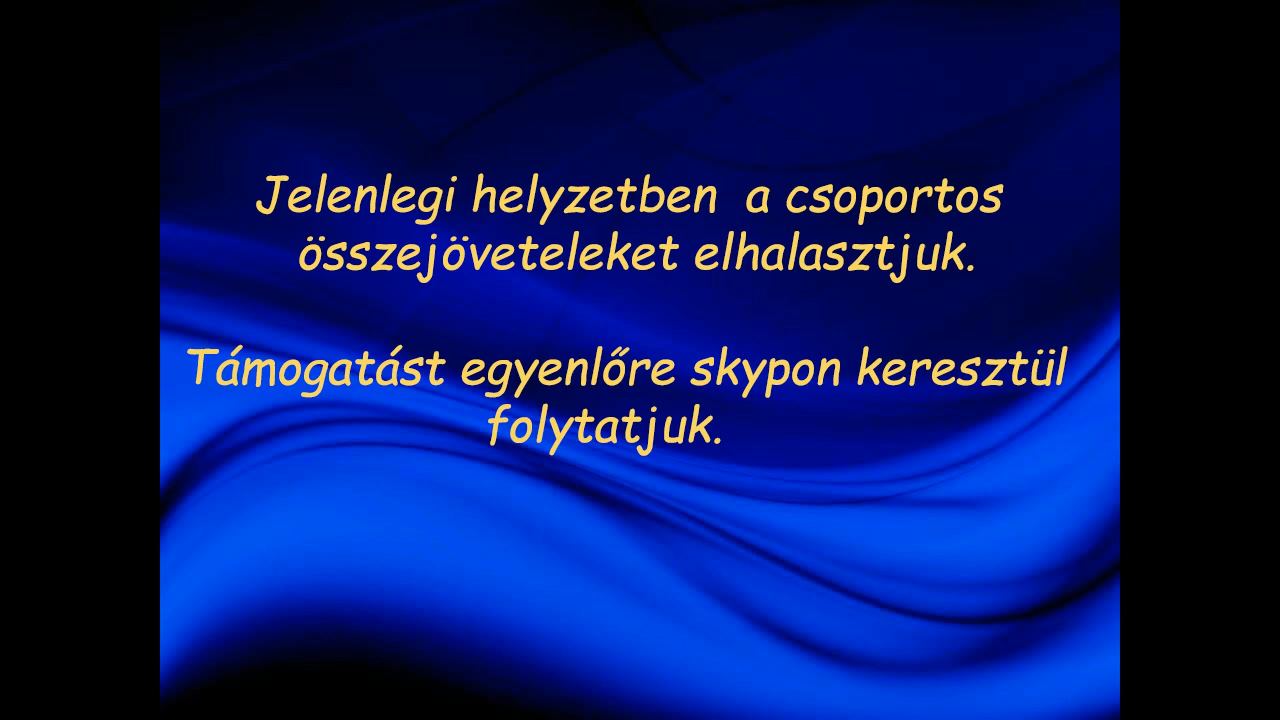 Jelenlegi helyzetben a csoportos
összejöveteleket elhalasztjuk.
Támogatást egyenlőre skypon keresztül
folytatjuk.